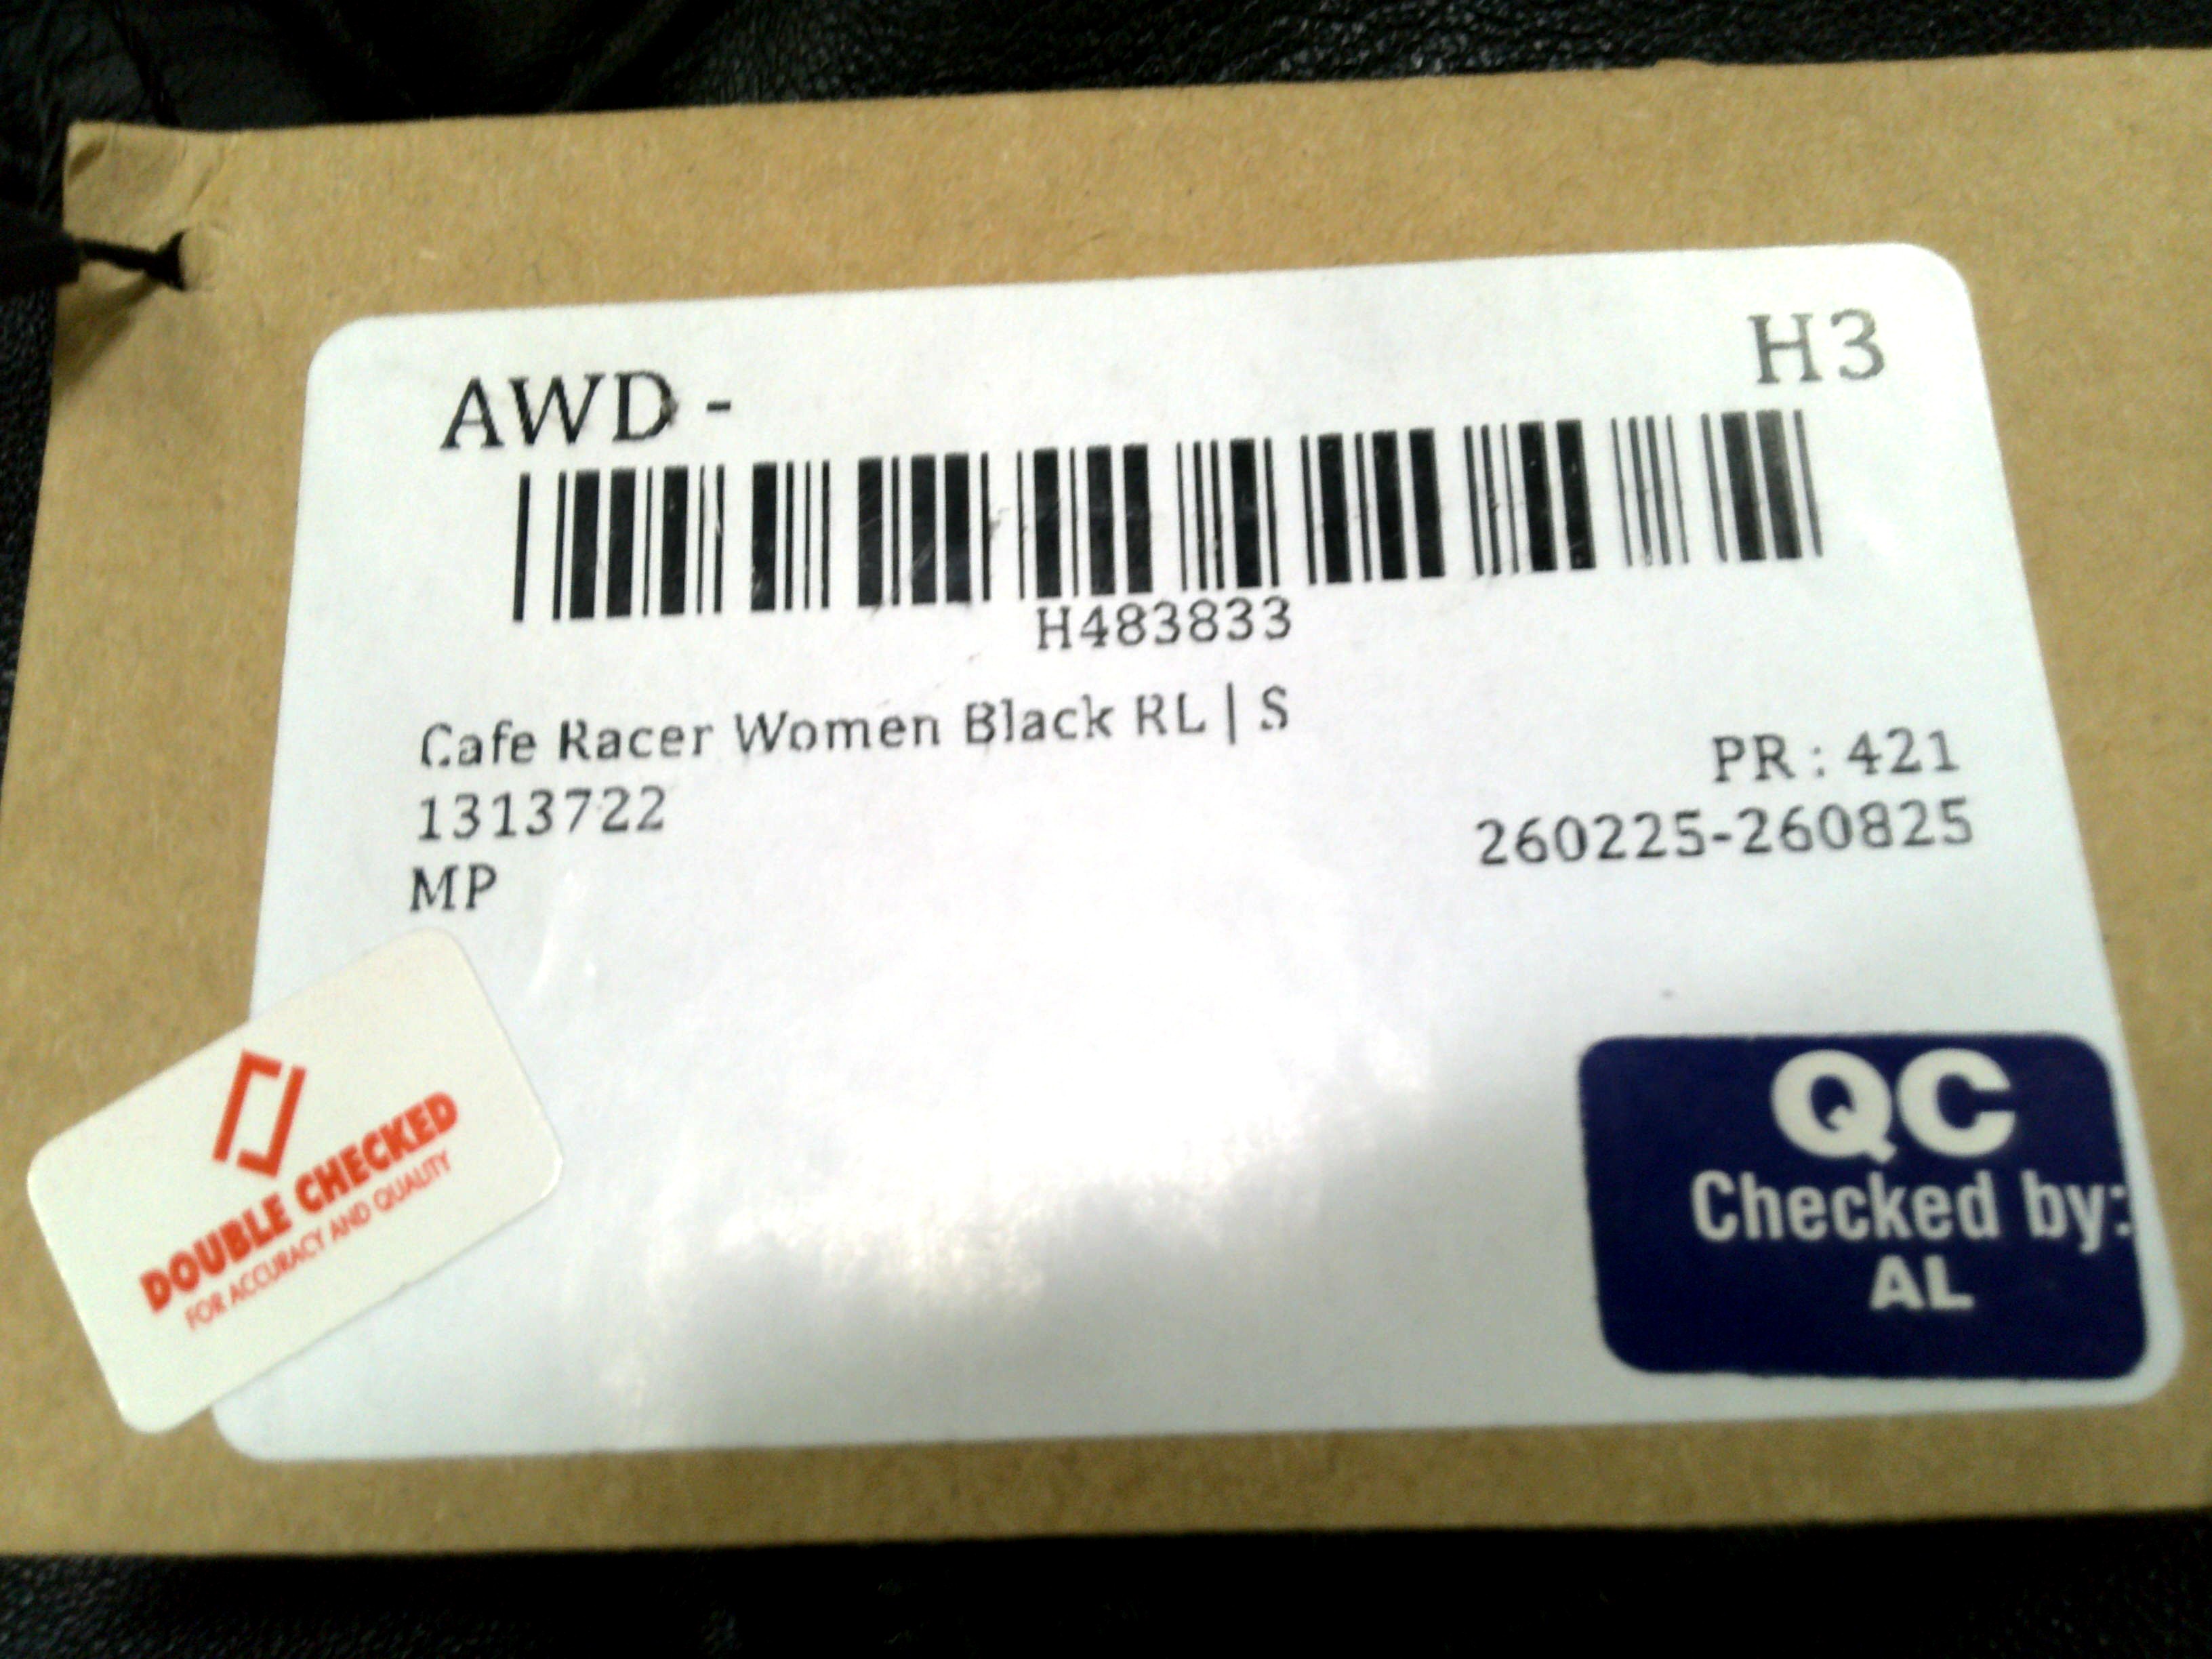 AWD - H3
H483833
Cafe Racer Women Black RL | S
PR : 421
1313722
260225-260825
MP
DOUBLE CHECKED
FOR ACCURACY AND QUALITY
QC
Checked by:
AL